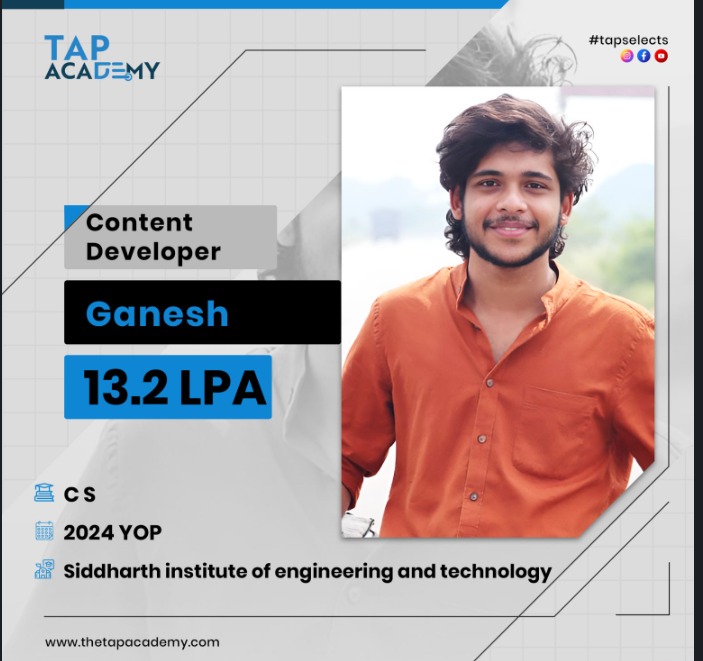 TAP
ACADEMY
#tapselects
Content
Developer
Ganesh
13.2 LPA
C S
2024 YOP
Siddharth institute of engineering and technology
www.thetapacademy.com